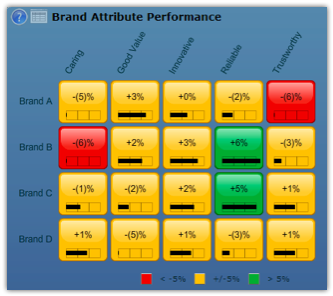 Brand Attribute Performance
Caring Good Value Innovative Reliable Trustworthy
Brand A -(5)% +3% +0% -(2)% -(6)%
Brand B -(6)% +2% +3% +6% -(3)%
Brand C -(1)% -(2)% +2% +5% +1%
Brand D +1% -(5)% +1% -(3)% +1%
< -5% +/-5% > 5%